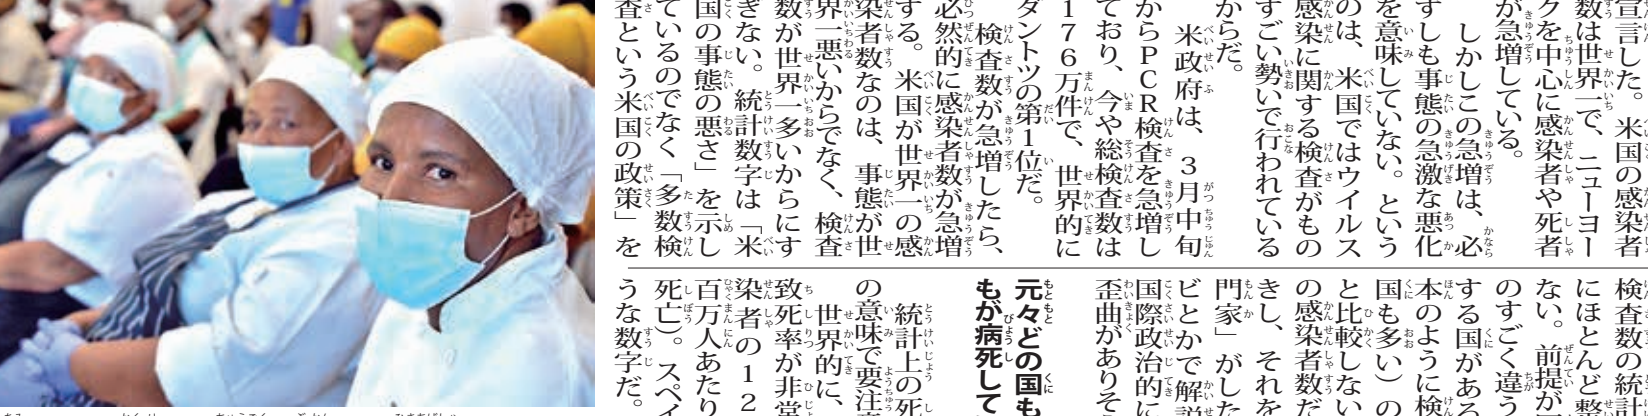 宣言した。米国の感染者
数は世界一で、ニューヨー
クを中心に感染者や死者
が急増している。
しかしこの急増は、必
ずしも事態の急激な悪化
を意味していない。という
のは、米国ではウイルス
感染に関する検査がもの
すごい勢いで行われている
からだ。
米政府は、3月中旬
からPCR検査を急増し
ており、今や総検査数は
176万件で、世界的に
ダントツの第1位だ。
検査数が急増したら、
必然的に感染者数が急増
する。米国が世界一の感
染者数なのは、事態が世
界一悪いからでなく、検査
数が世界一多いからにす
ぎない。統計数字は「米
国の事態の悪さ」を示し
ているのでなく「多数検
査という米国の政策」を
検査数の統計
にほとんど整
ない。前提が
のすごく違う
する国がある
本のように検
国も多い）の
と比較しない
の感染者数だ
きし、それを
門家」がした
ビとかで解説
国際政治的に
歪曲がありそ
元々どの国も
もが病死して
統計上の死
の意味で要注
世界的に、
致死率が非常
染者の12
百万人あたり
死亡）。スペイ
うな数字だ。